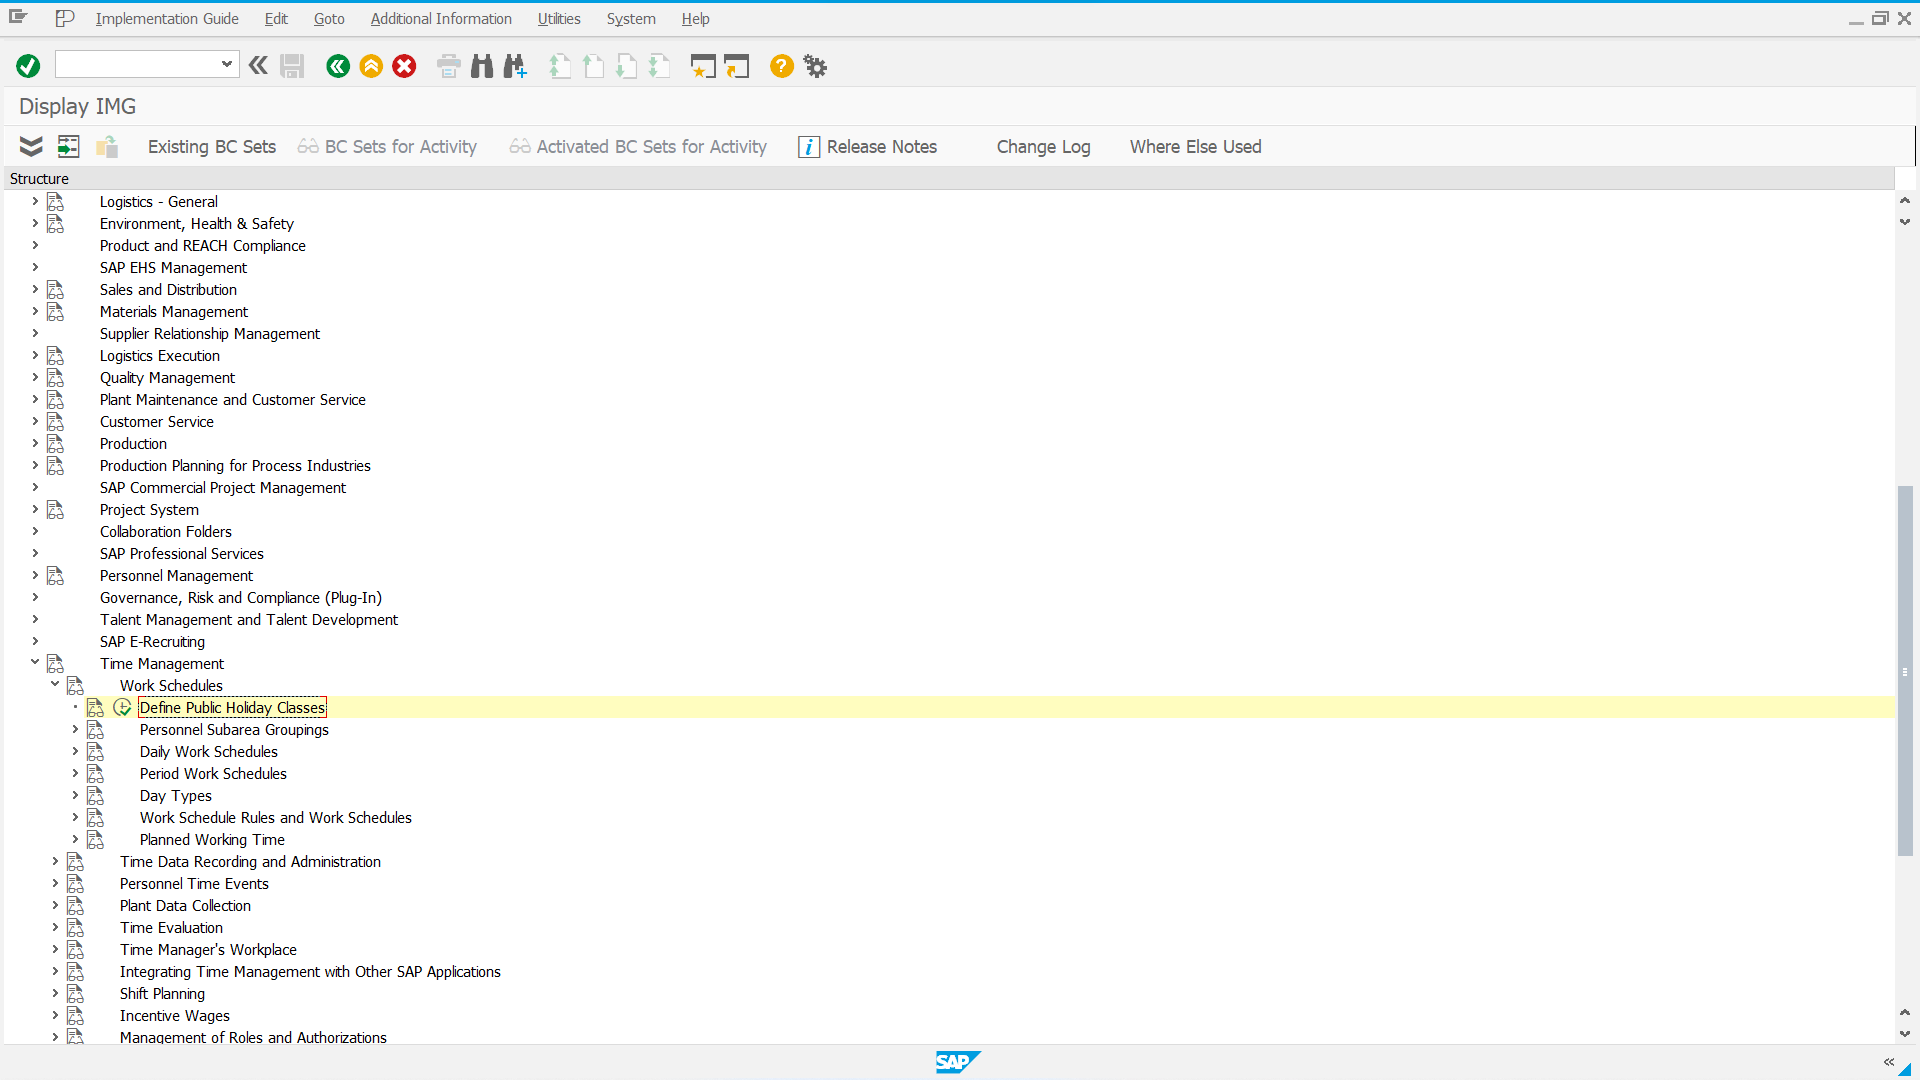 Implementation Guide Edit Goto Additional Information Utilities System Help
Display IMG
Existing BC Sets BC Sets for Activity Activated BC Sets for Activity Release Notes Change Log Where Else Used
Structure
Logistics - General
Environment, Health & Safety
Product and REACH Compliance
SAP EHS Management
Sales and Distribution
Materials Management
Supplier Relationship Management
Logistics Execution
Quality Management
Plant Maintenance and Customer Service
Customer Service
Production
Production Planning for Process Industries
SAP Commercial Project Management
Project System
Collaboration Folders
SAP Professional Services
Personnel Management
Governance, Risk and Compliance (Plug-In)
Talent Management and Talent Development
SAP E-Recruiting
Time Management
Work Schedules
Define Public Holiday Classes
Personnel Subarea Groupings
Daily Work Schedules
Period Work Schedules
Day Types
Work Schedule Rules and Work Schedules
Planned Working Time
Time Data Recording and Administration
Personnel Time Events
Plant Data Collection
Time Evaluation
Time Manager's Workplace
Integrating Time Management with Other SAP Applications
Shift Planning
Incentive Wages
Management of Roles and Authorizations
SAP